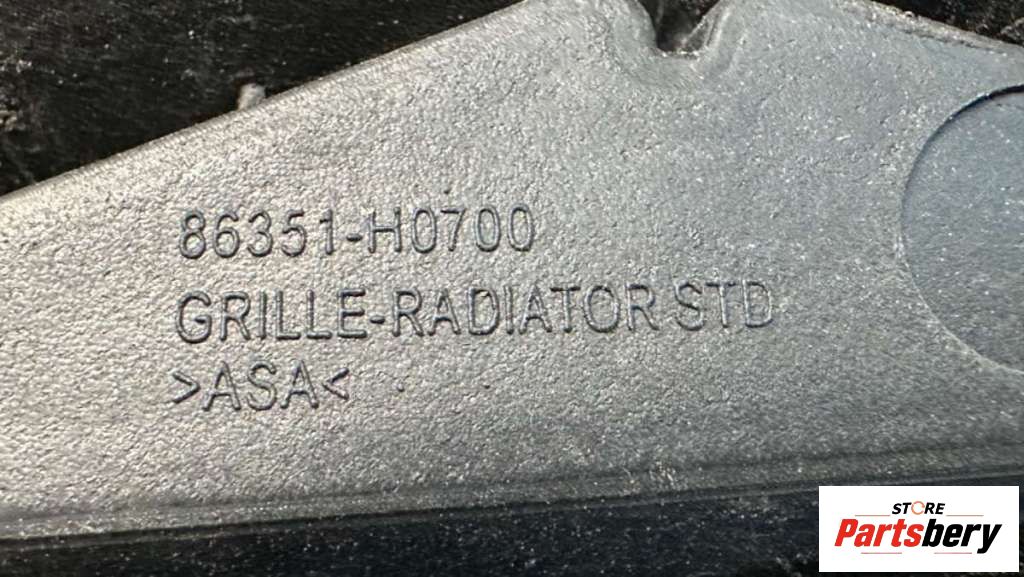 86351-H0700
GRILLE-RADIATOR STD
>ASA<
STORE
Partsbery